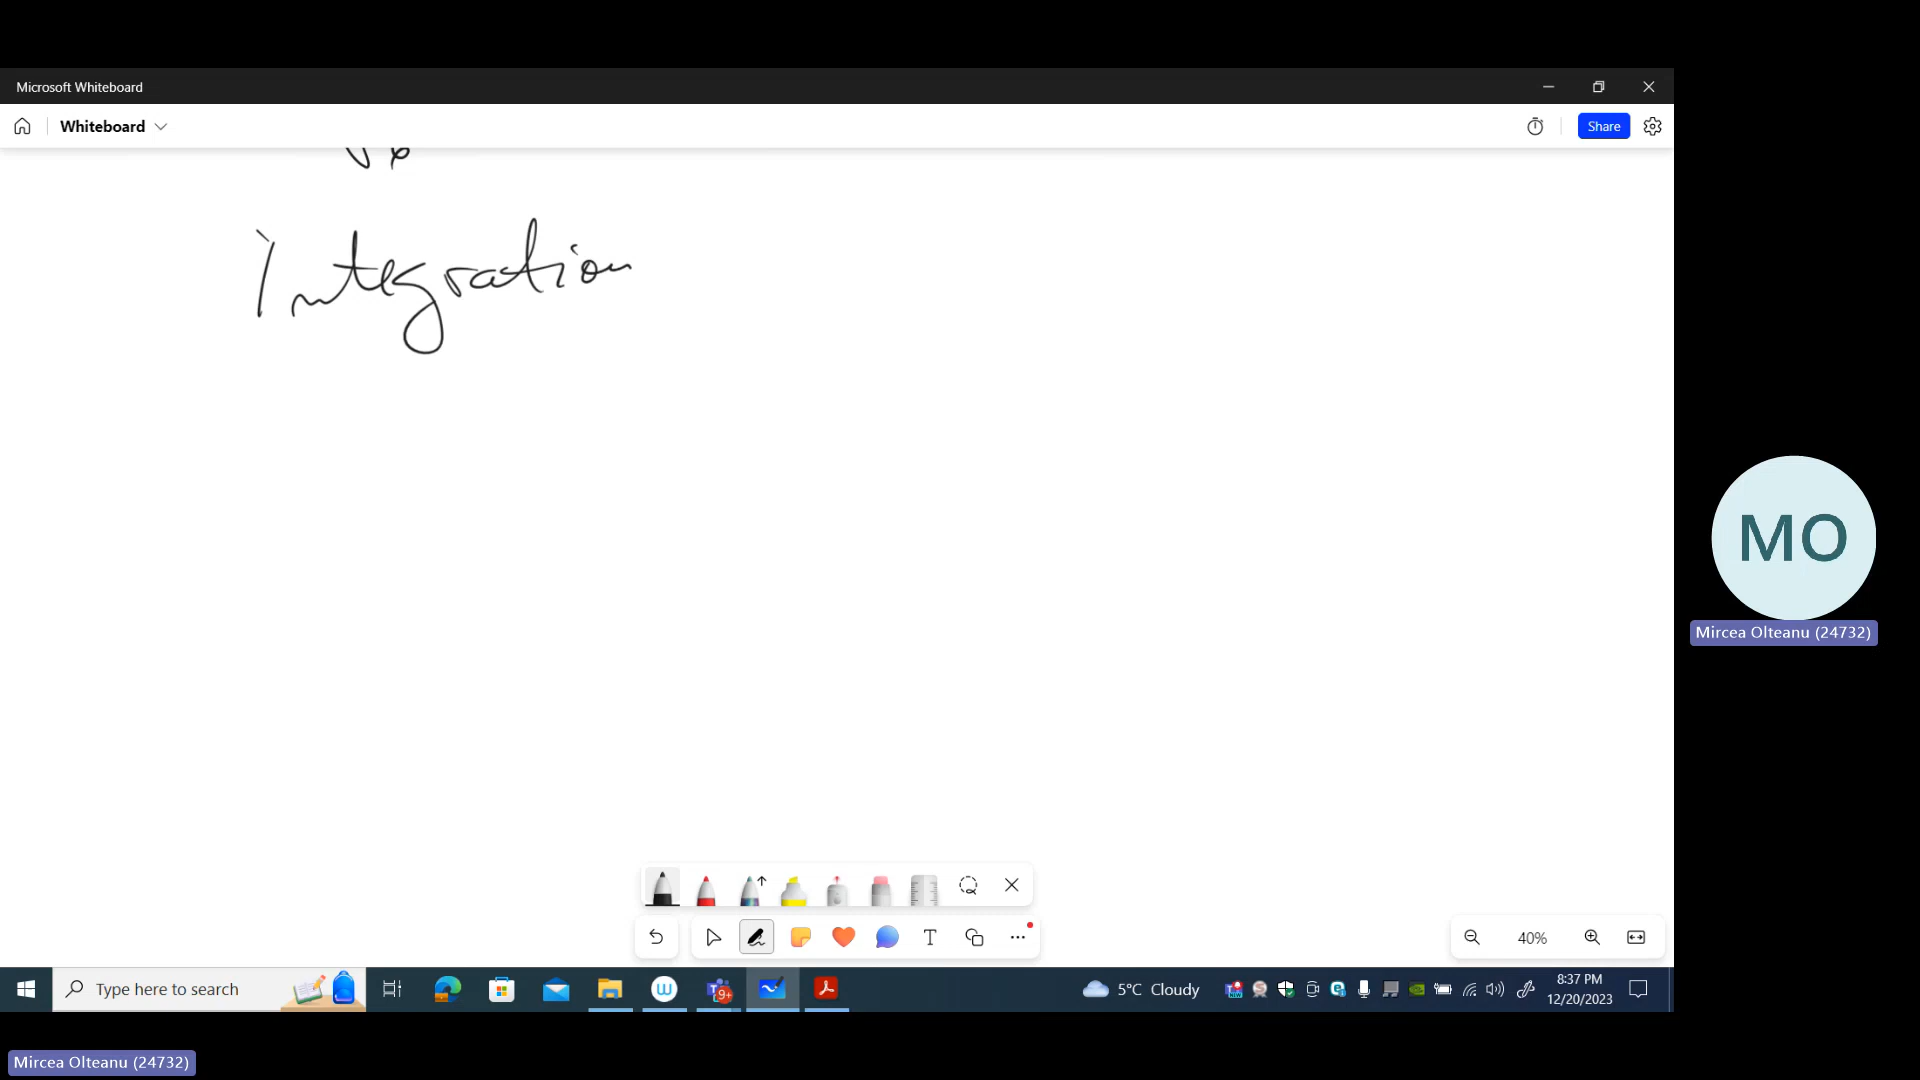 Microsoft Whiteboard
Whiteboard
Share
Integration
MO
Mircea Olteanu (24732)
40%
Type here to search
9+
5°C Cloudy
8:37 PM
12/20/2023
Mircea Olteanu (24732)